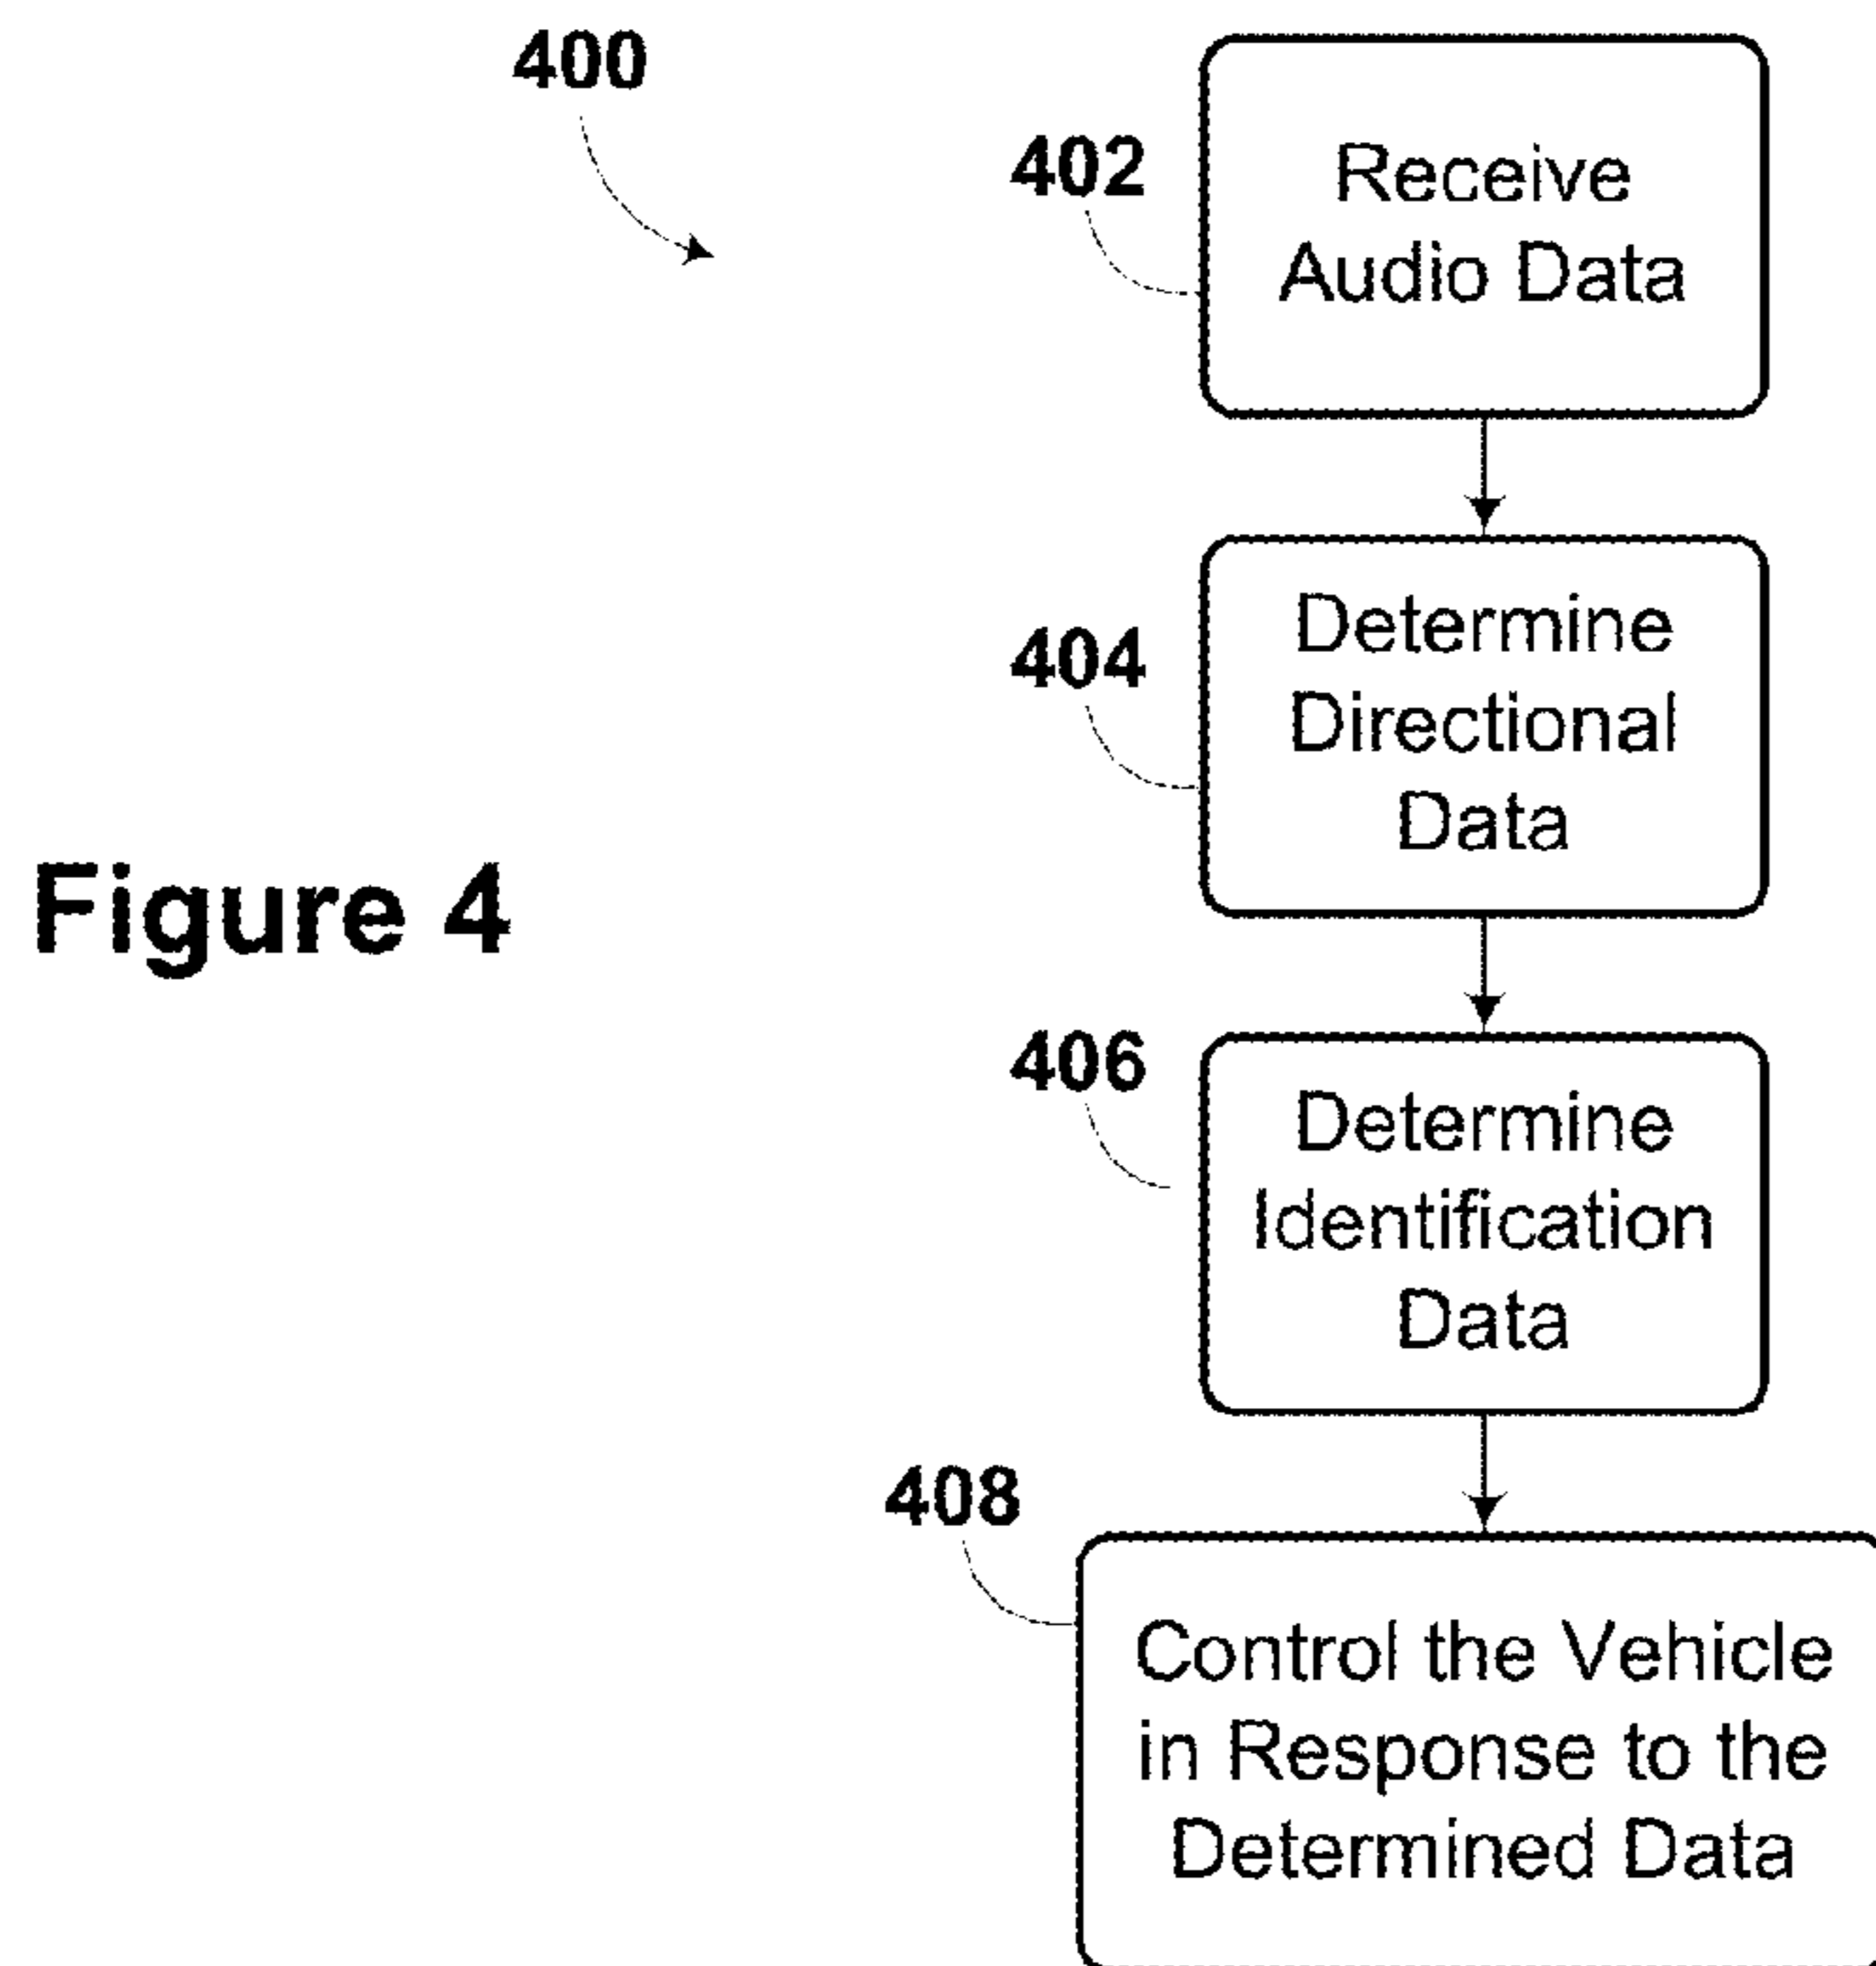 400
402
Receive
Audio Data
404
Determine
Directional
Data
Figure 4
406
Determine
Identification
Data
408
Control the Vehicle
in Response to the
Determined Data